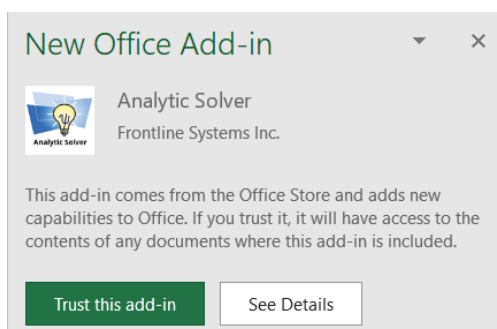 New Office Add-in
Analytic Solver
Analytic Solver
Frontline Systems Inc.
This add-in comes from the Office Store and adds new
capabilities to Office. If you trust it, it will have access to the
contents of any documents where this add-in is included.
Trust this add-in
See Details